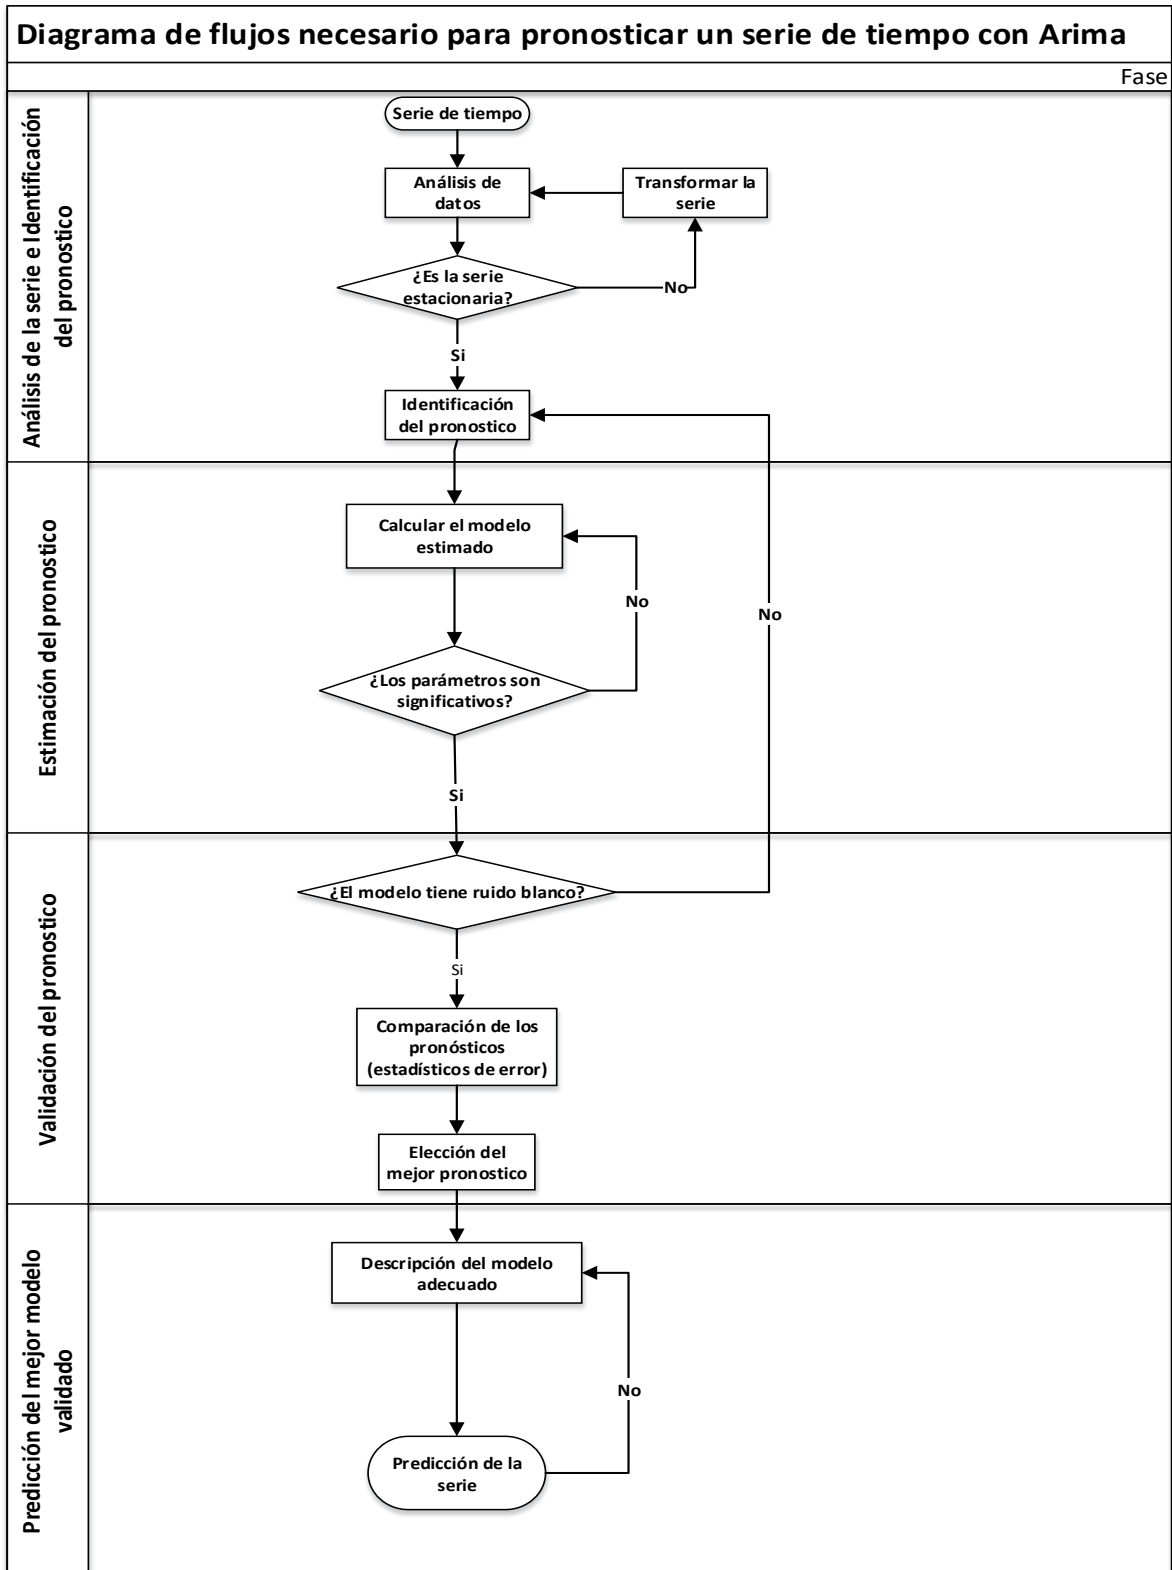 Diagrama de flujos necesario para pronosticar un serie de tiempo con Arima
Fase
Análisis de la serie e Identificación
del pronostico
Serie de tiempo
Análisis de
datos
Transformar la
serie
¿Es la serie
estacionaria?
No
Si
Identificación
del pronostico
Estimación del pronostico
Calcular el modelo
estimado
No
No
¿Los parámetros son
significativos?
Si
Validación del pronostico
¿El modelo tiene ruido blanco?
Si
Comparación de los
pronósticos
(estadísticos de error)
Elección del
mejor pronostico
Predicción del mejor modelo
validado
Descripción del modelo
adecuado
No
Predicción de la
serie